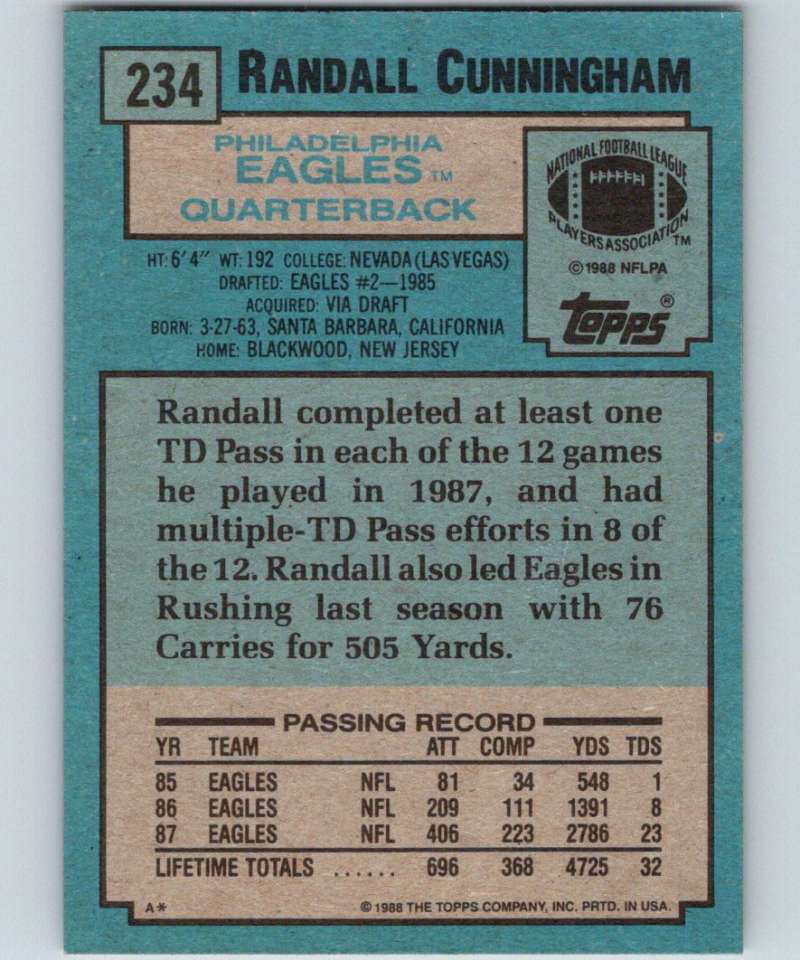 234
RANDALL CUNNINGHAM
PHILADELPHIA
EAGLES TM
QUARTERBACK
NATIONAL FOOTBALL LEAGUE
PLAYERS ASSOCIATION TM
© 1988 NFLPA
Topps ®
HT: 6'4" WT: 192 COLLEGE: NEVADA (LAS VEGAS)
DRAFTED: EAGLES #2—1985
ACQUIRED: VIA DRAFT
BORN: 3-27-63, SANTA BARBARA, CALIFORNIA
HOME: BLACKWOOD, NEW JERSEY
Randall completed at least one
TD Pass in each of the 12 games
he played in 1987, and had
multiple-TD Pass efforts in 8 of
the 12. Randall also led Eagles in
Rushing last season with 76
Carries for 505 Yards.
PASSING RECORD
YR TEAM ATT COMP YDS TDS
85 EAGLES NFL 81 34 548 1
86 EAGLES NFL 209 111 1391 8
87 EAGLES NFL 406 223 2786 23
LIFETIME TOTALS ...... 696 368 4725 32
A* © 1988 THE TOPPS COMPANY, INC. PRTD. IN USA.